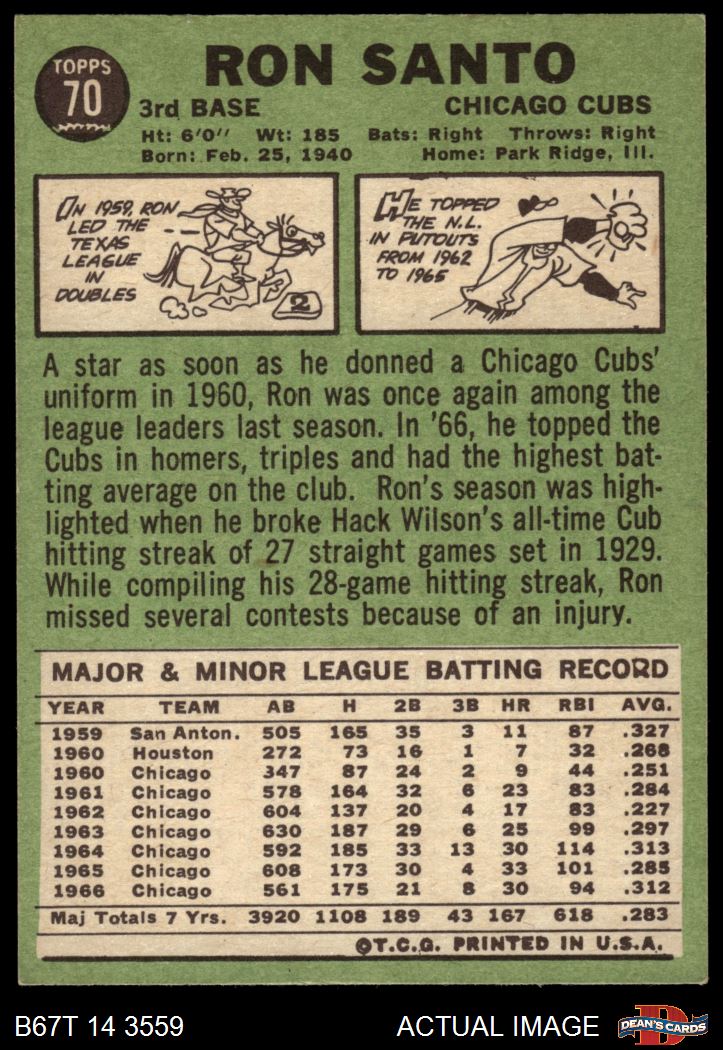 TOPPS
70
RON SANTO
3rd BASE CHICAGO CUBS
Ht: 6'0" Wt: 185 Bats: Right Throws: Right
Born: Feb. 25, 1940 Home: Park Ridge, Ill.
IN 1959, RON
LED THE
TEXAS
LEAGUE
IN
DOUBLES
2
HE TOPPED
THE N.L.
IN PUTOUTS
FROM 1962
TO 1965
A star as soon as he donned a Chicago Cubs'
uniform in 1960, Ron was once again among the
league leaders last season. In '66, he topped the
Cubs in homers, triples and had the highest bat-
ting average on the club. Ron's season was high-
lighted when he broke Hack Wilson's all-time Cub
hitting streak of 27 straight games set in 1929.
While compiling his 28-game hitting streak, Ron
missed several contests because of an injury.
MAJOR & MINOR LEAGUE BATTING RECORD
YEAR TEAM AB H 2B 3B HR RBI AVG.
1959 San Anton. 505 165 35 3 11 87 .327
1960 Houston 272 73 16 1 7 32 .268
1960 Chicago 347 87 24 2 9 44 .251
1961 Chicago 578 164 32 6 23 83 .284
1962 Chicago 604 137 20 4 17 83 .227
1963 Chicago 630 187 29 6 25 99 .297
1964 Chicago 592 185 33 13 30 114 .313
1965 Chicago 608 173 30 4 33 101 .285
1966 Chicago 561 175 21 8 30 94 .312
Maj Totals 7 Yrs. 3920 1108 189 43 167 618 .283
©T.C.G. PRINTED IN U.S.A.
B67T 14 3559 ACTUAL IMAGE
DEAN'S CARDS